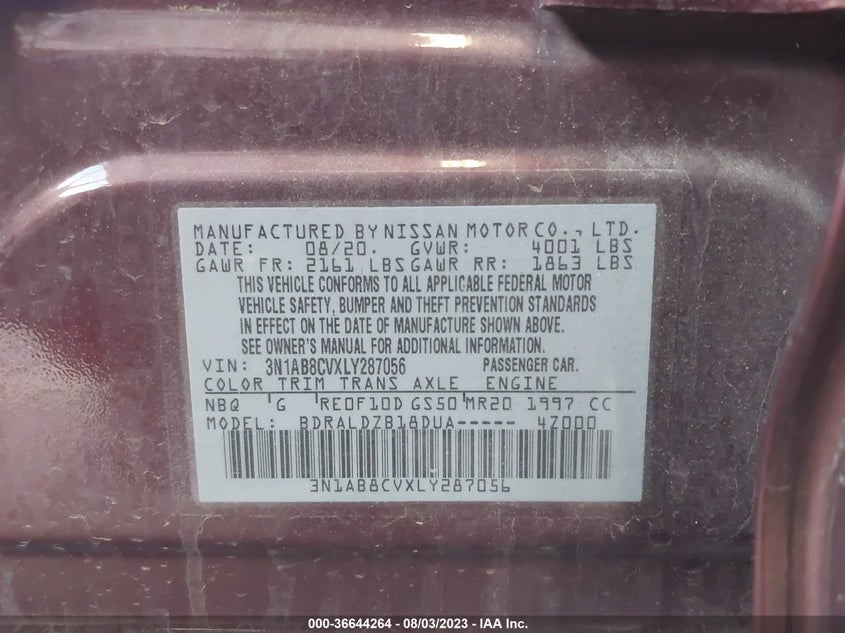 MANUFACTURED BY NISSAN MOTOR CO., LTD.
DATE: 08/20. GVWR: 4001 LBS
GAWR FR: 2161 LBS GAWR RR: 1863 LBS
THIS VEHICLE CONFORMS TO ALL APPLICABLE FEDERAL MOTOR
VEHICLE SAFETY, BUMPER AND THEFT PREVENTION STANDARDS
IN EFFECT ON THE DATE OF MANUFACTURE SHOWN ABOVE.
SEE OWNER'S MANUAL FOR ADDITIONAL INFORMATION.
VIN: 3N1AB8CVXLY287056 PASSENGER CAR.
COLOR TRIM TRANS AXLE ENGINE
NBQ G RE0F10D GS50 MR20 1997 CC
MODEL: BDRALDZB18DUA----- 4Z000
3N1AB8CVXLY287056
000-36644264 - 08/03/2023 - IAA Inc.